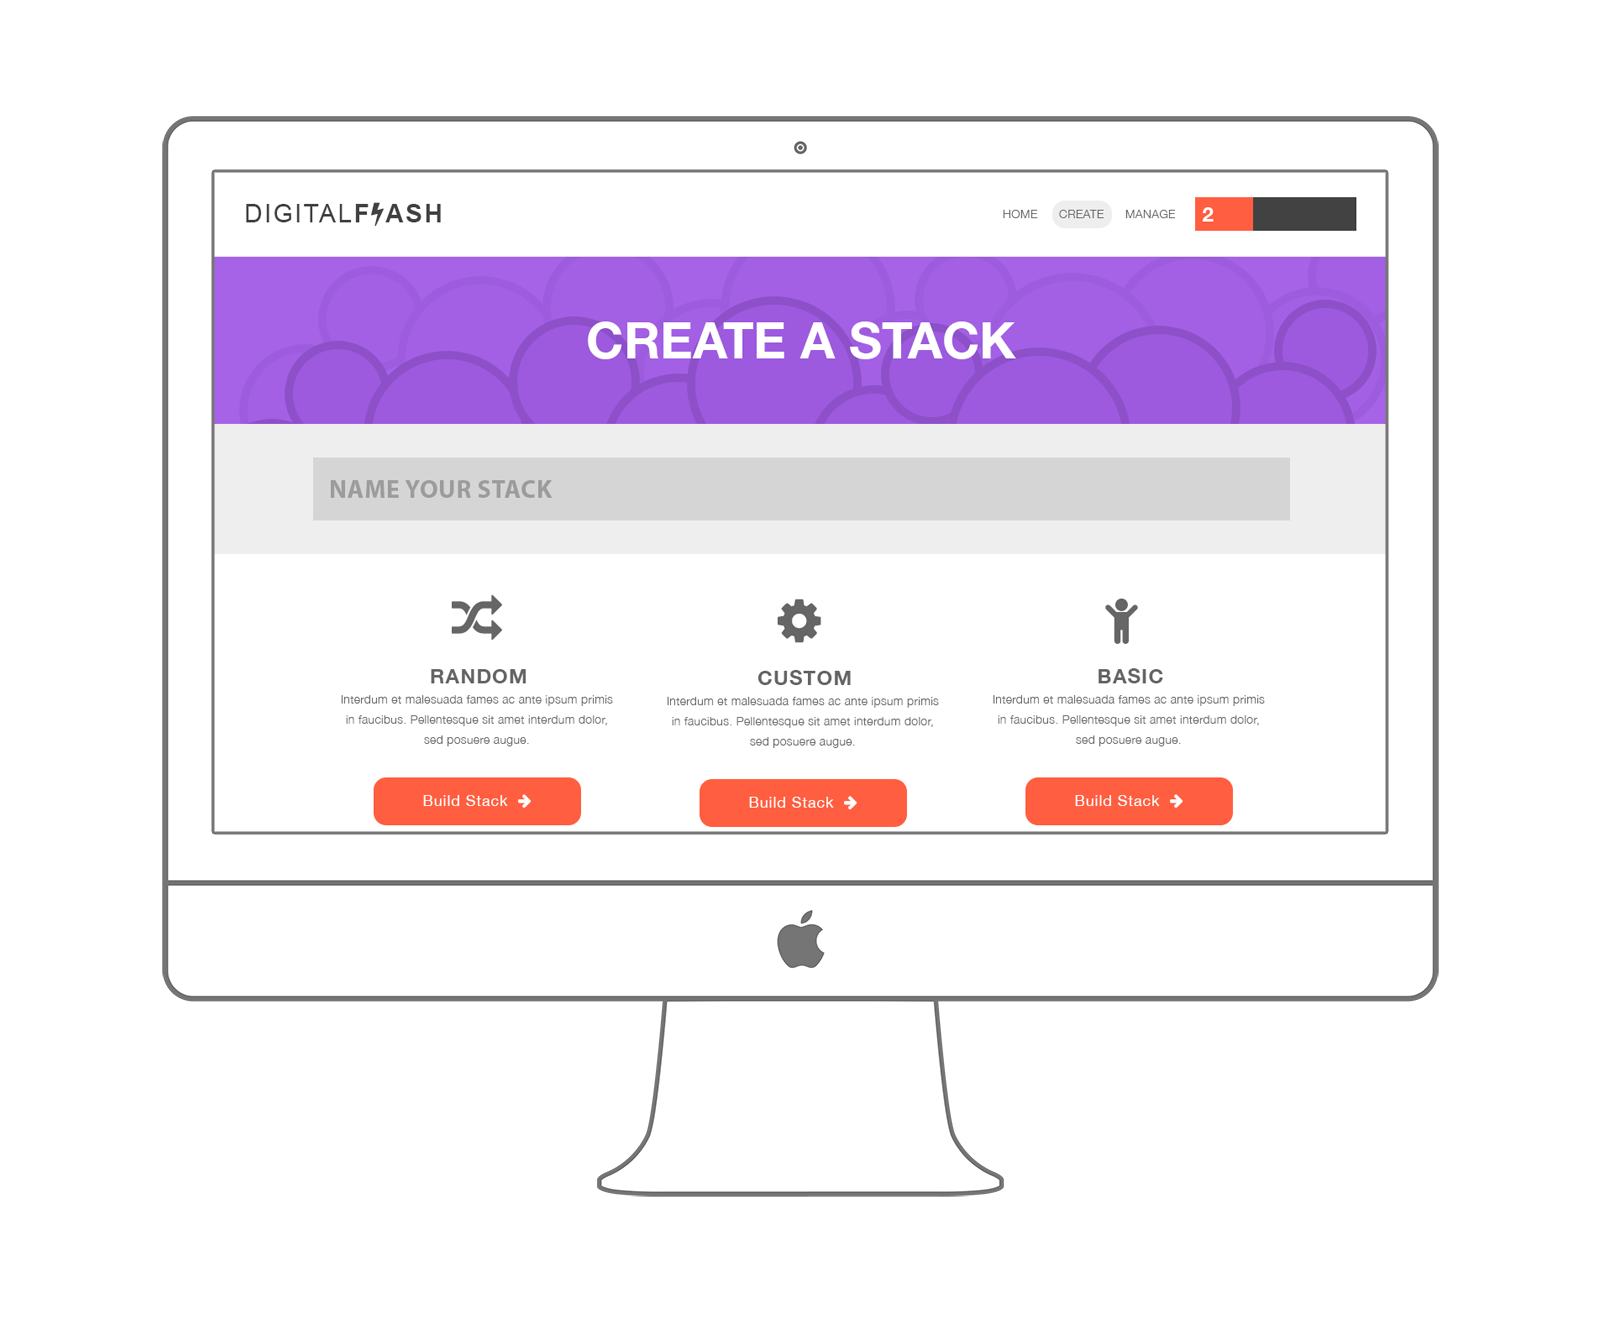 DIGITALFLASH
HOME CREATE MANAGE 2
CREATE A STACK
NAME YOUR STACK
RANDOM
Interdum et malesuada fames ac ante ipsum primis
in faucibus. Pellentesque sit amet interdum dolor,
sed posuere augue.
Build Stack
CUSTOM
Interdum et malesuada fames ac ante ipsum primis
in faucibus. Pellentesque sit amet interdum dolor,
sed posuere augue.
Build Stack
BASIC
Interdum et malesuada fames ac ante ipsum primis
in faucibus. Pellentesque sit amet interdum dolor,
sed posuere augue.
Build Stack